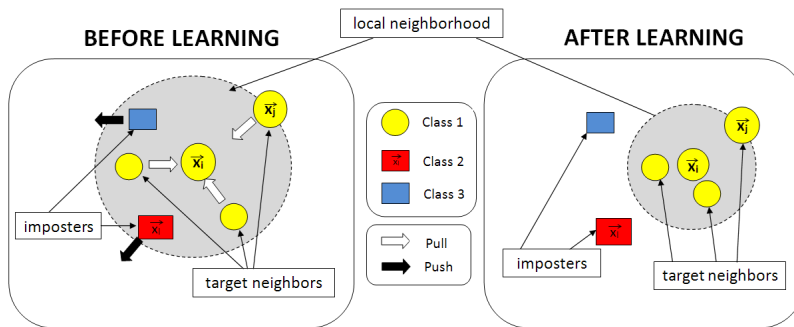 local neighborhood
BEFORE LEARNING
AFTER LEARNING
x⃗j
x⃗i
x⃗l
imposters
target neighbors
Class 1
x⃗l Class 2
Class 3
Pull
Push
x⃗j
x⃗i
x⃗l
imposters
target neighbors